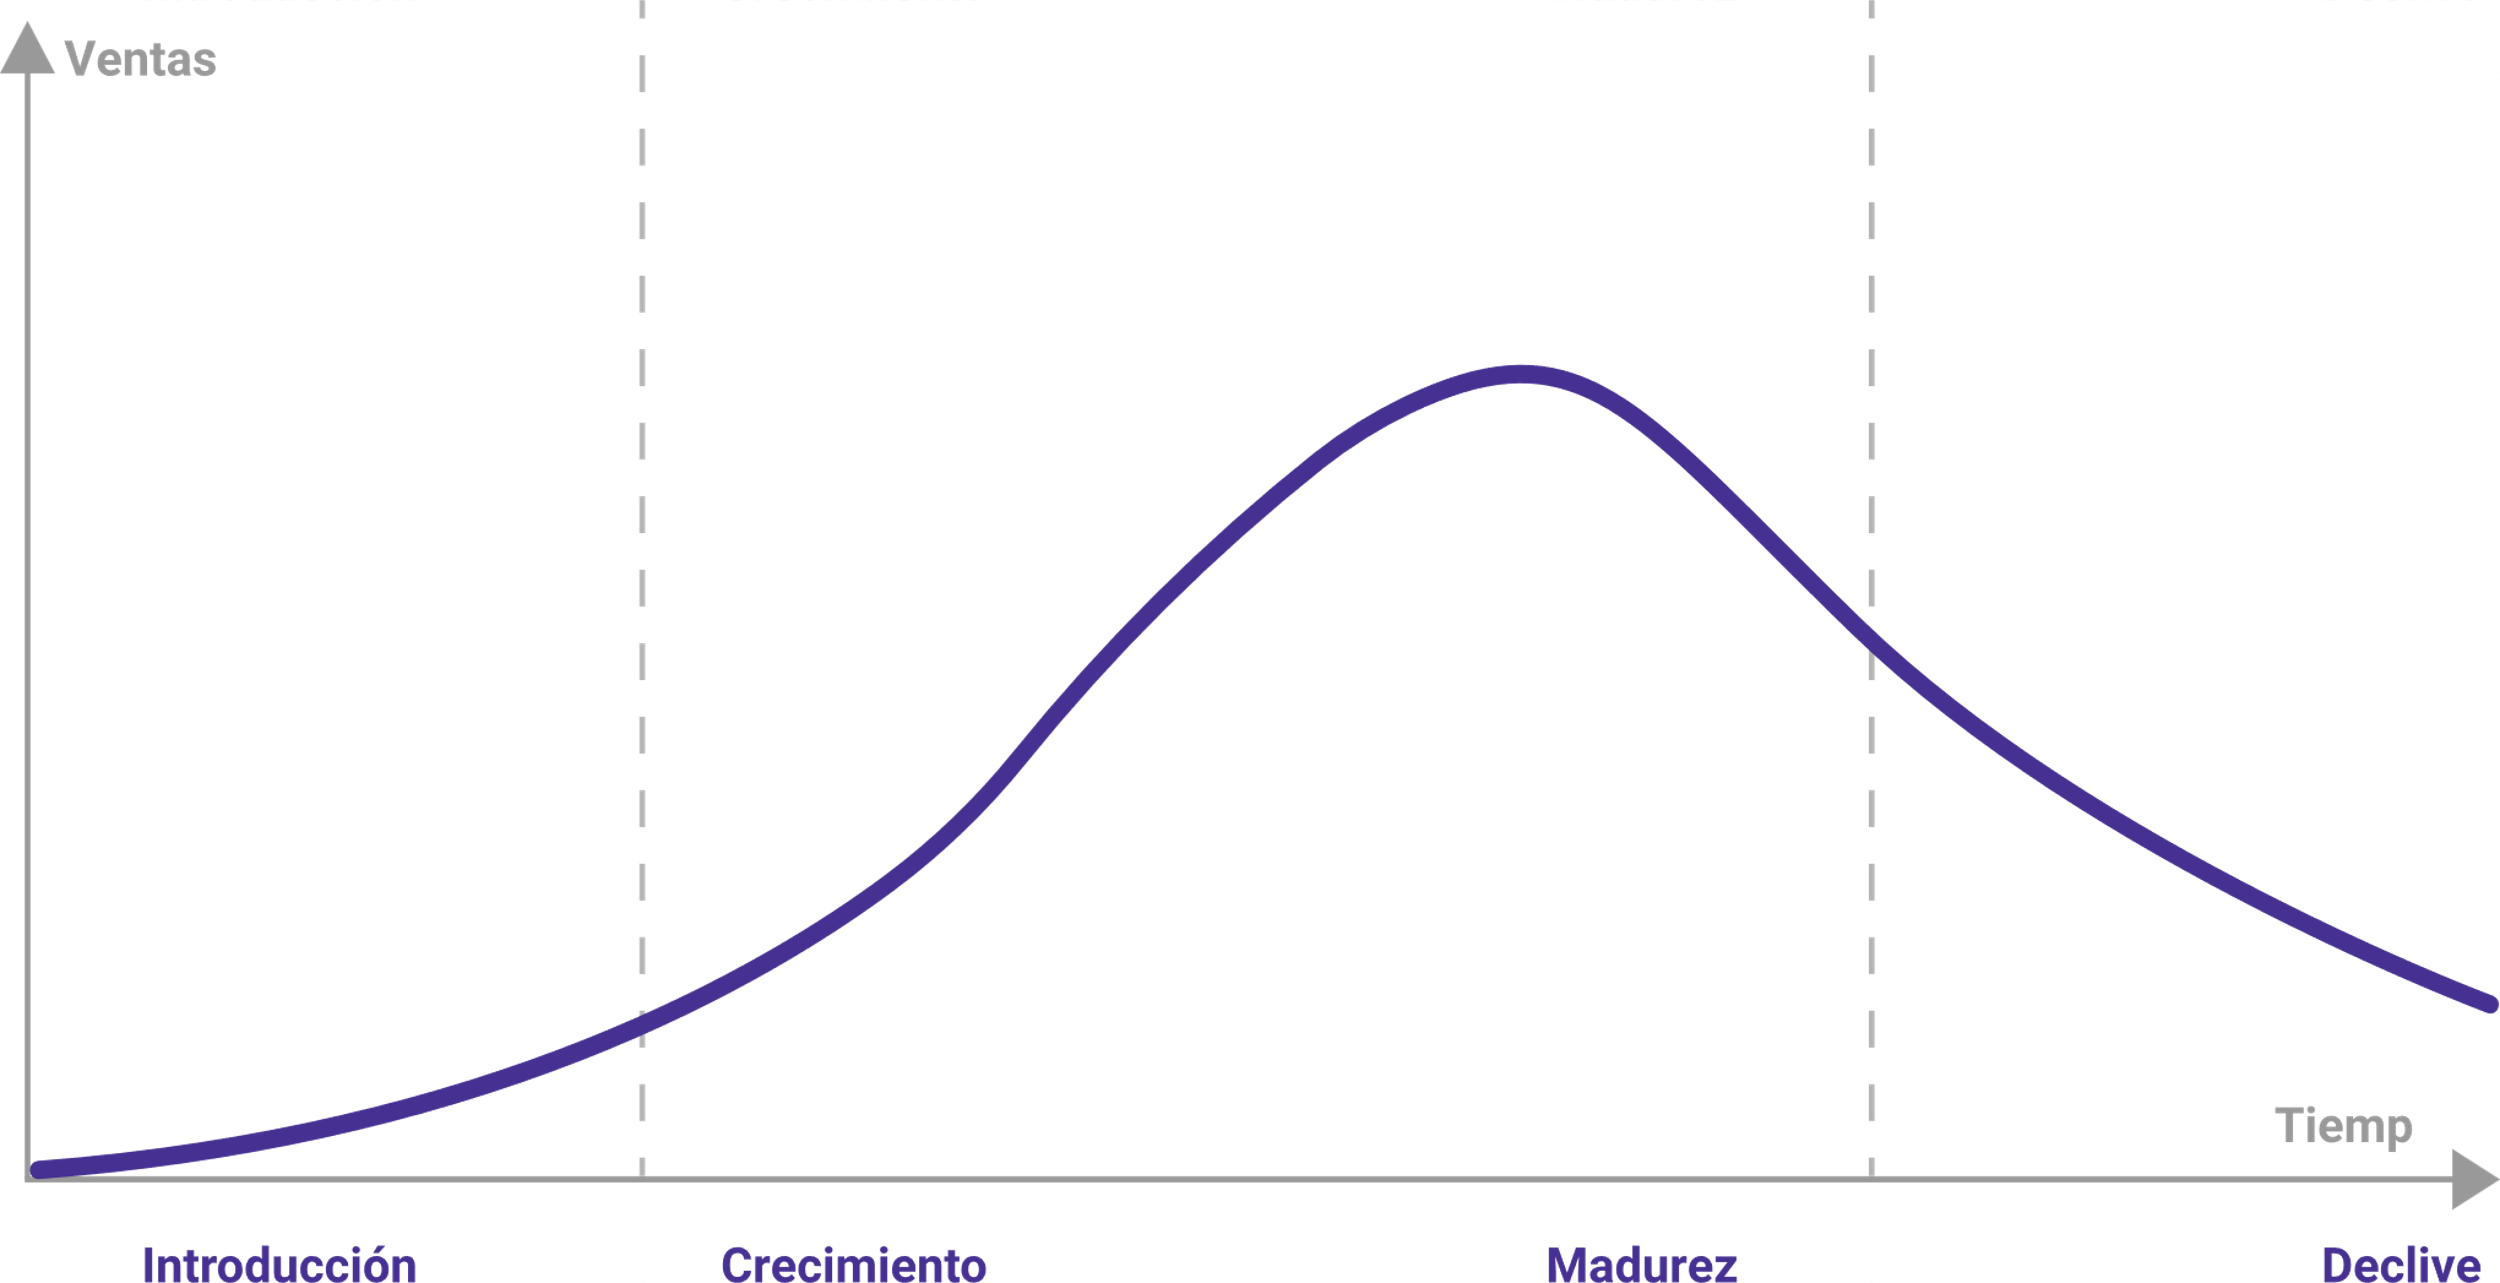 Ventas
Tiemp
Introducción
Crecimiento
Madurez
Declive